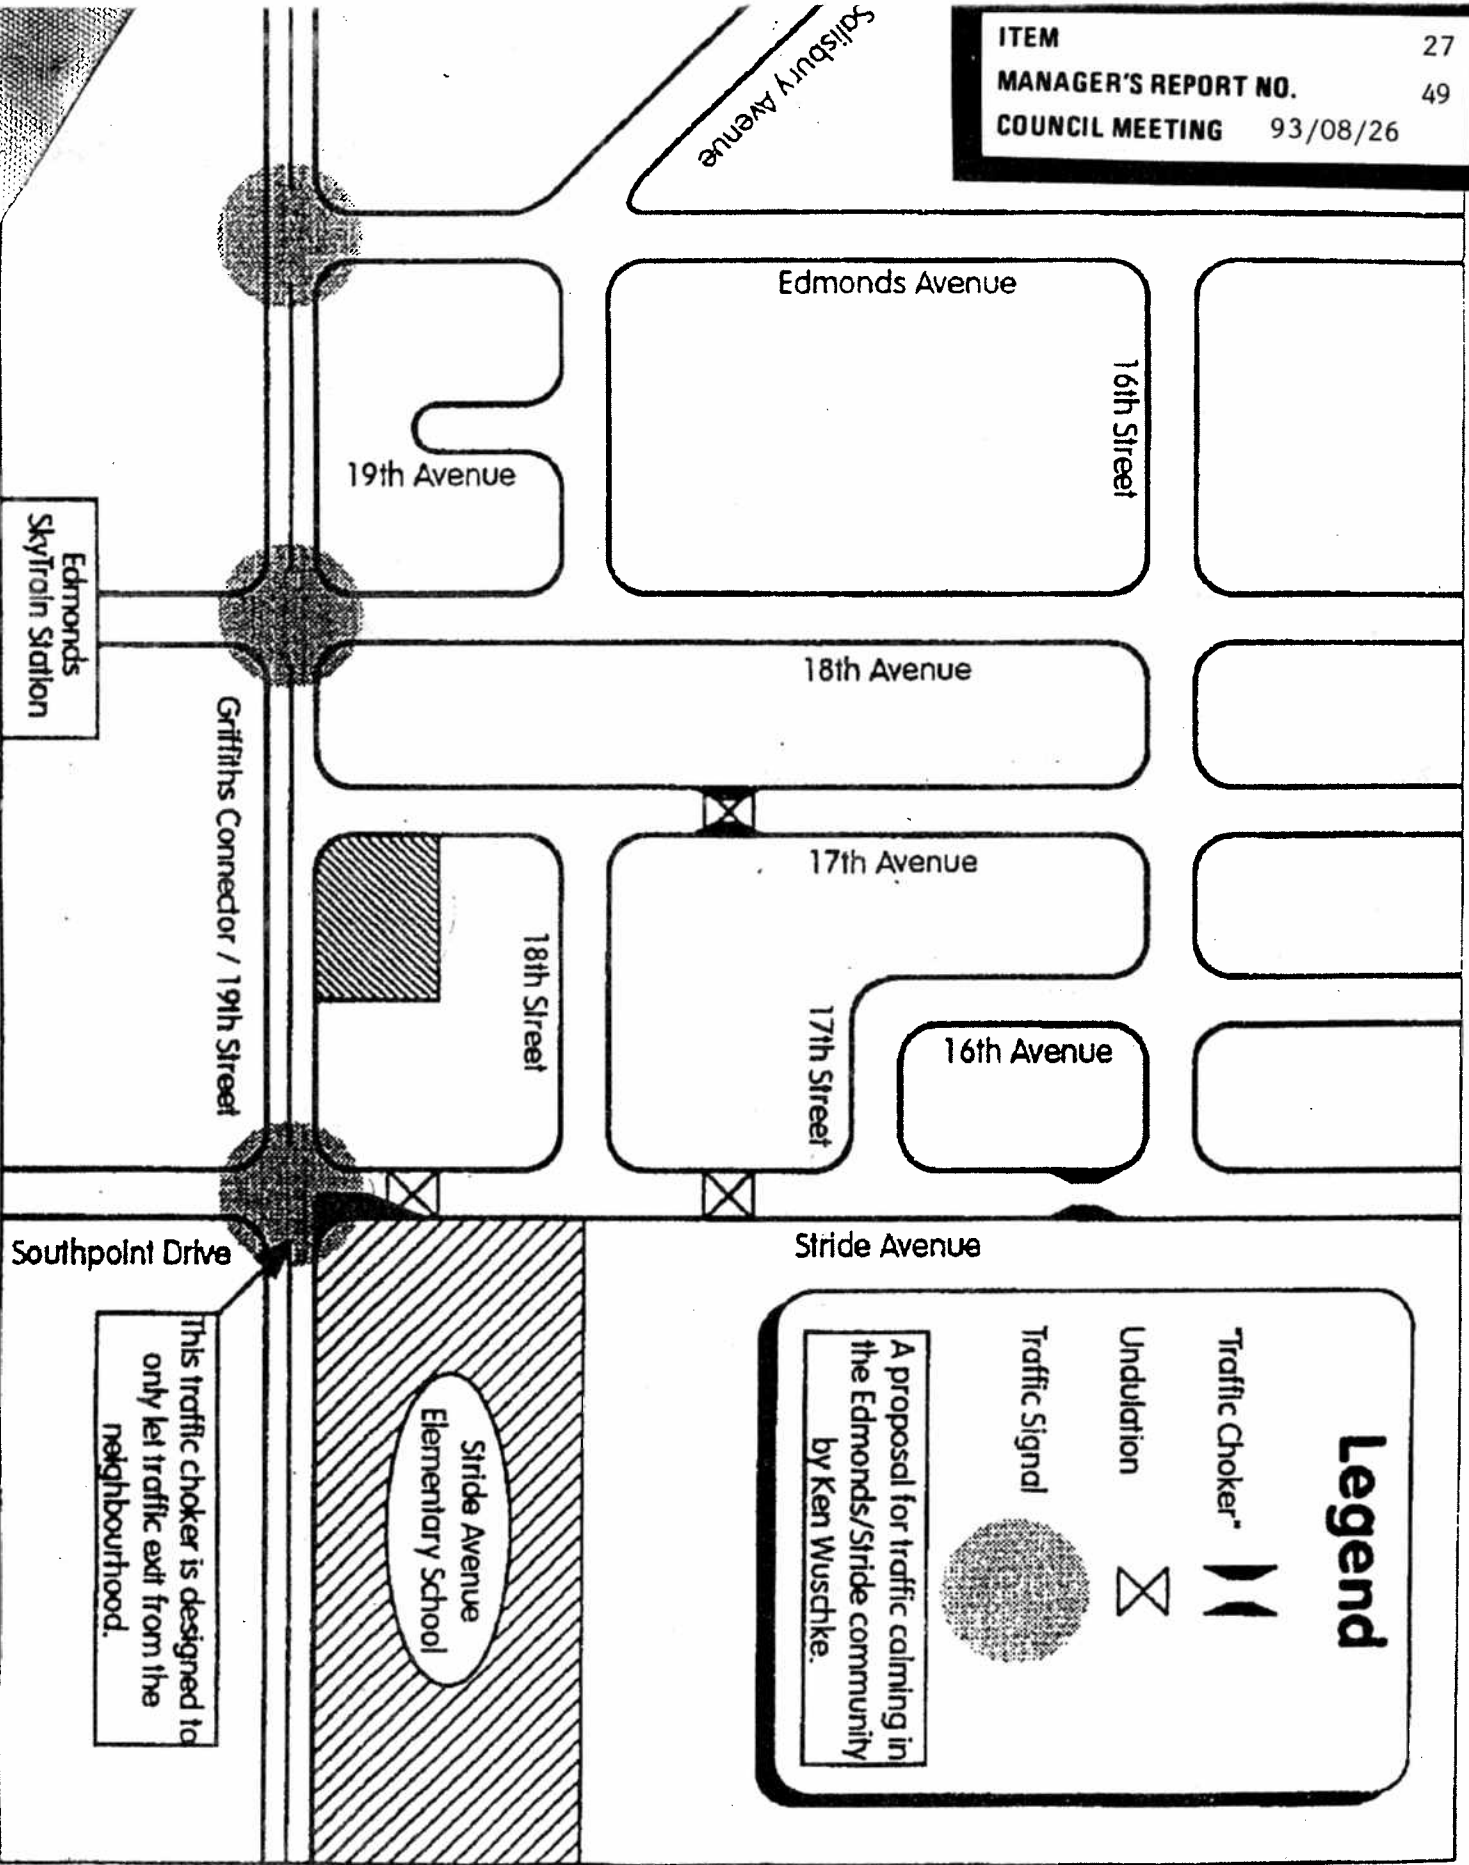 ITEM 27
MANAGER'S REPORT NO. 49
COUNCIL MEETING 93/08/26
Salisbury Avenue
Edmonds Avenue
16th Street
19th Avenue
Edmonds
SkyTrain Station
18th Avenue
Griffiths Connector / 19th Street
17th Avenue
18th Street
17th Street
16th Avenue
Southpoint Drive
Stride Avenue
This traffic choker is designed to
only let traffic exit from the
neighbourhood.
Stride Avenue
Elementary School
Legend
"Traffic Choker"
Undulation
Traffic Signal
A proposal for traffic calming in
the Edmonds/Stride community
by Ken Wuschke.